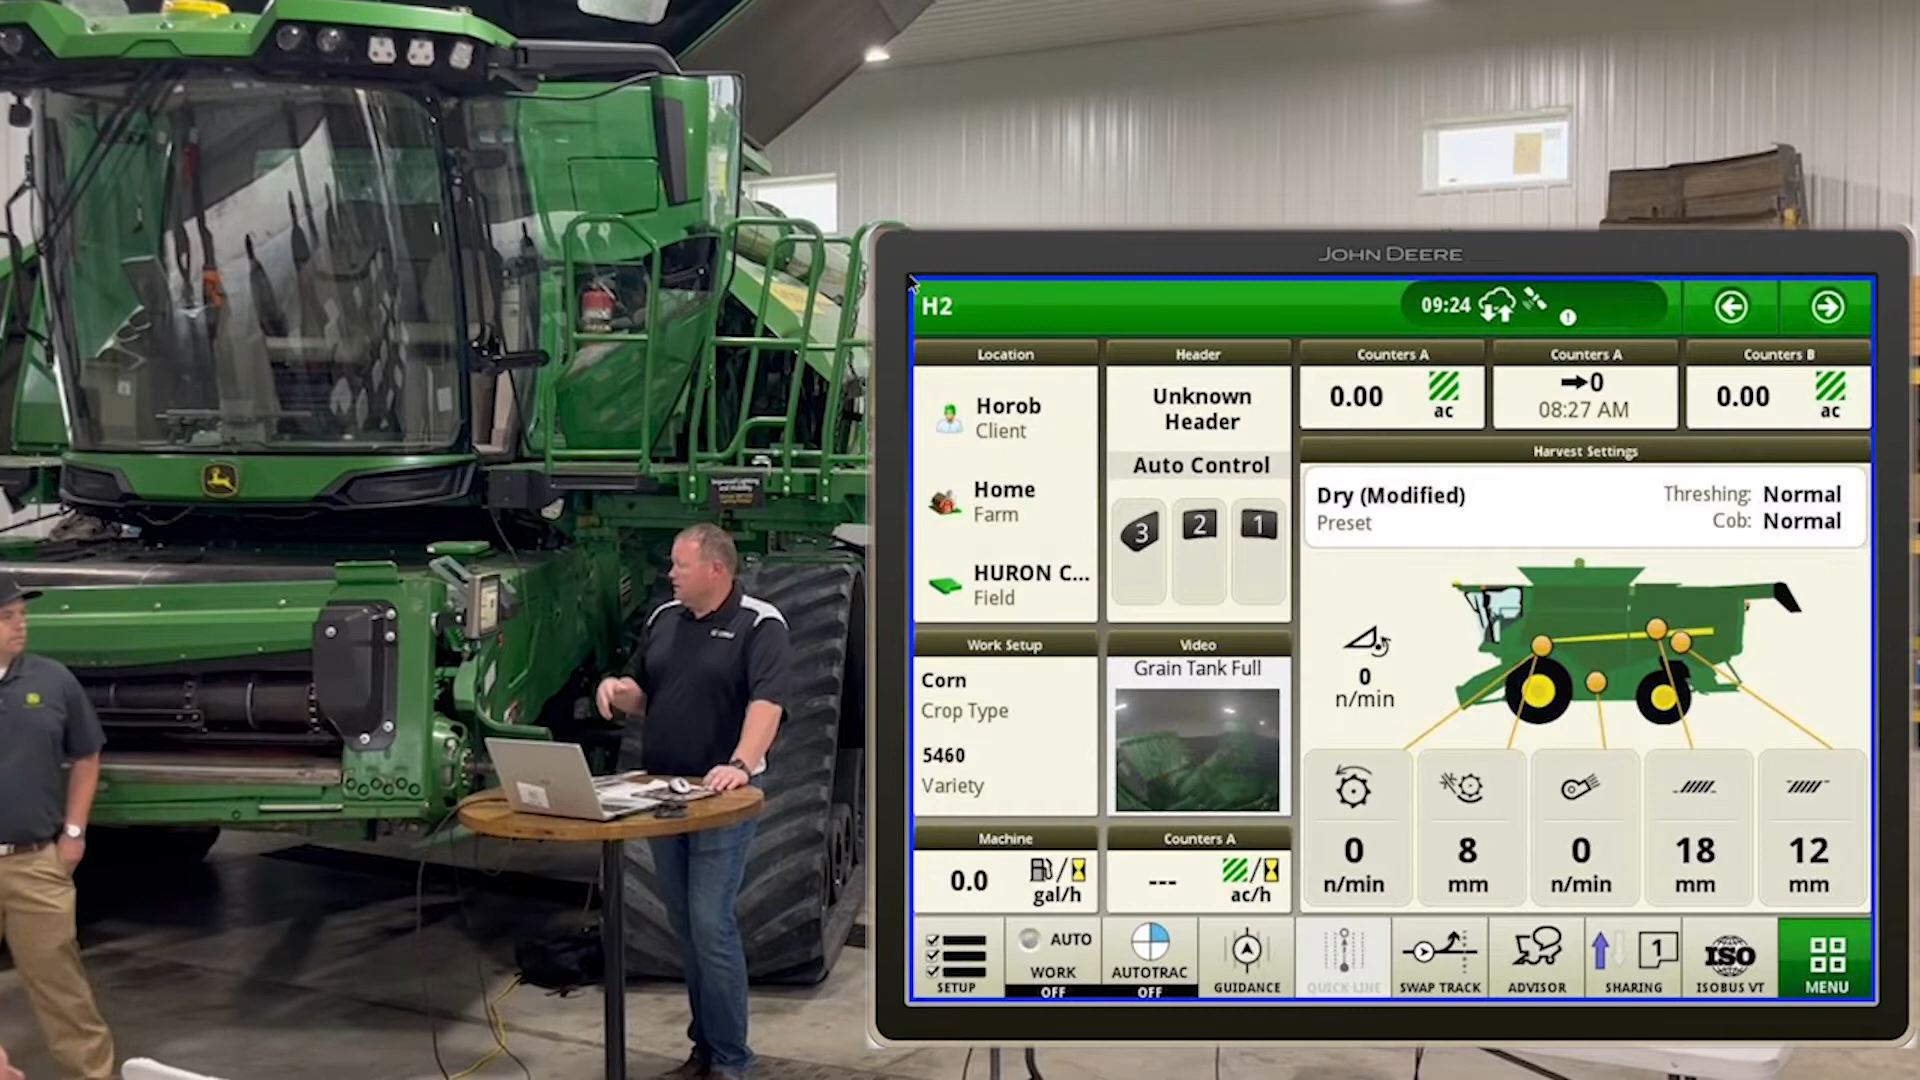 JOHN DEERE
H2
09:24
Location
Horob
Client
Home
Farm
HURON C...
Field
Header
Unknown
Header
Auto Control
3 2 1
Counters A
0.00
ac
Counters A
0
08:27 AM
Counters B
0.00
ac
Harvest Settings
Dry (Modified)
Preset
Threshing: Normal
Cob: Normal
0
n/min
0
n/min
8
mm
0
n/min
18
mm
12
mm
Work Setup
Corn
Crop Type
5460
Variety
Video
Grain Tank Full
Machine
0.0
gal/h
Counters A
---
ac/h
SETUP
AUTO
WORK
OFF
AUTOTRAC
OFF
GUIDANCE
QUICK LINE
SWAP TRACK
ADVISOR
1
SHARING
ISO
ISOBUS VT
MENU